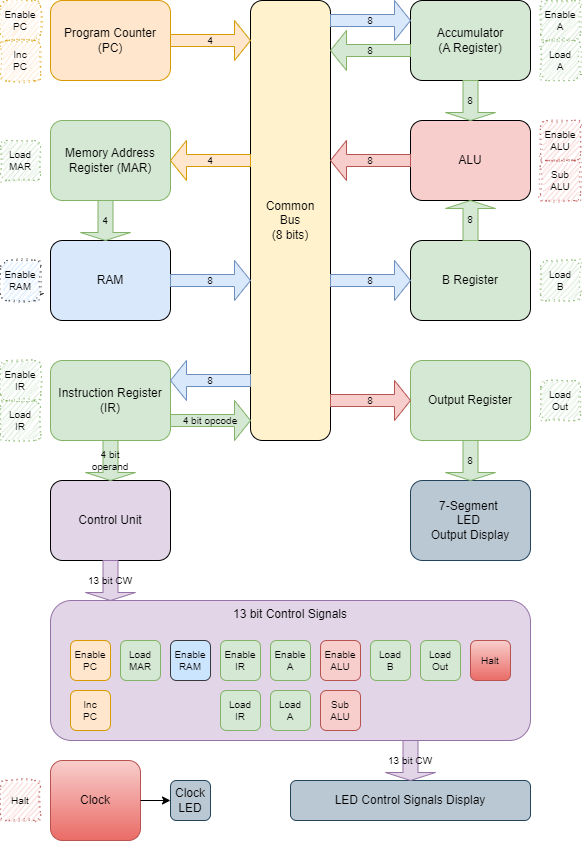 Enable
PC
Inc
PC
Program Counter
(PC)
4
8
8
Accumulator
(A Register)
Enable
A
Load
A
8
Load
MAR
Memory Address
Register (MAR)
4
Common
Bus
(8 bits)
8
ALU
Enable
ALU
Sub
ALU
4
8
Enable
RAM
RAM
8
8
B Register
Load
B
Enable
IR
Load
IR
Instruction Register
(IR)
8
4 bit opcode
8
Output Register
Load
Out
4 bit
operand
8
Control Unit
7-Segment
LED
Output Display
13 bit CW
13 bit Control Signals
Enable
PC
Load
MAR
Enable
RAM
Enable
IR
Enable
A
Enable
ALU
Load
B
Load
Out
Halt
Inc
PC
Load
IR
Load
A
Sub
ALU
13 bit CW
Halt
Clock
Clock
LED
LED Control Signals Display